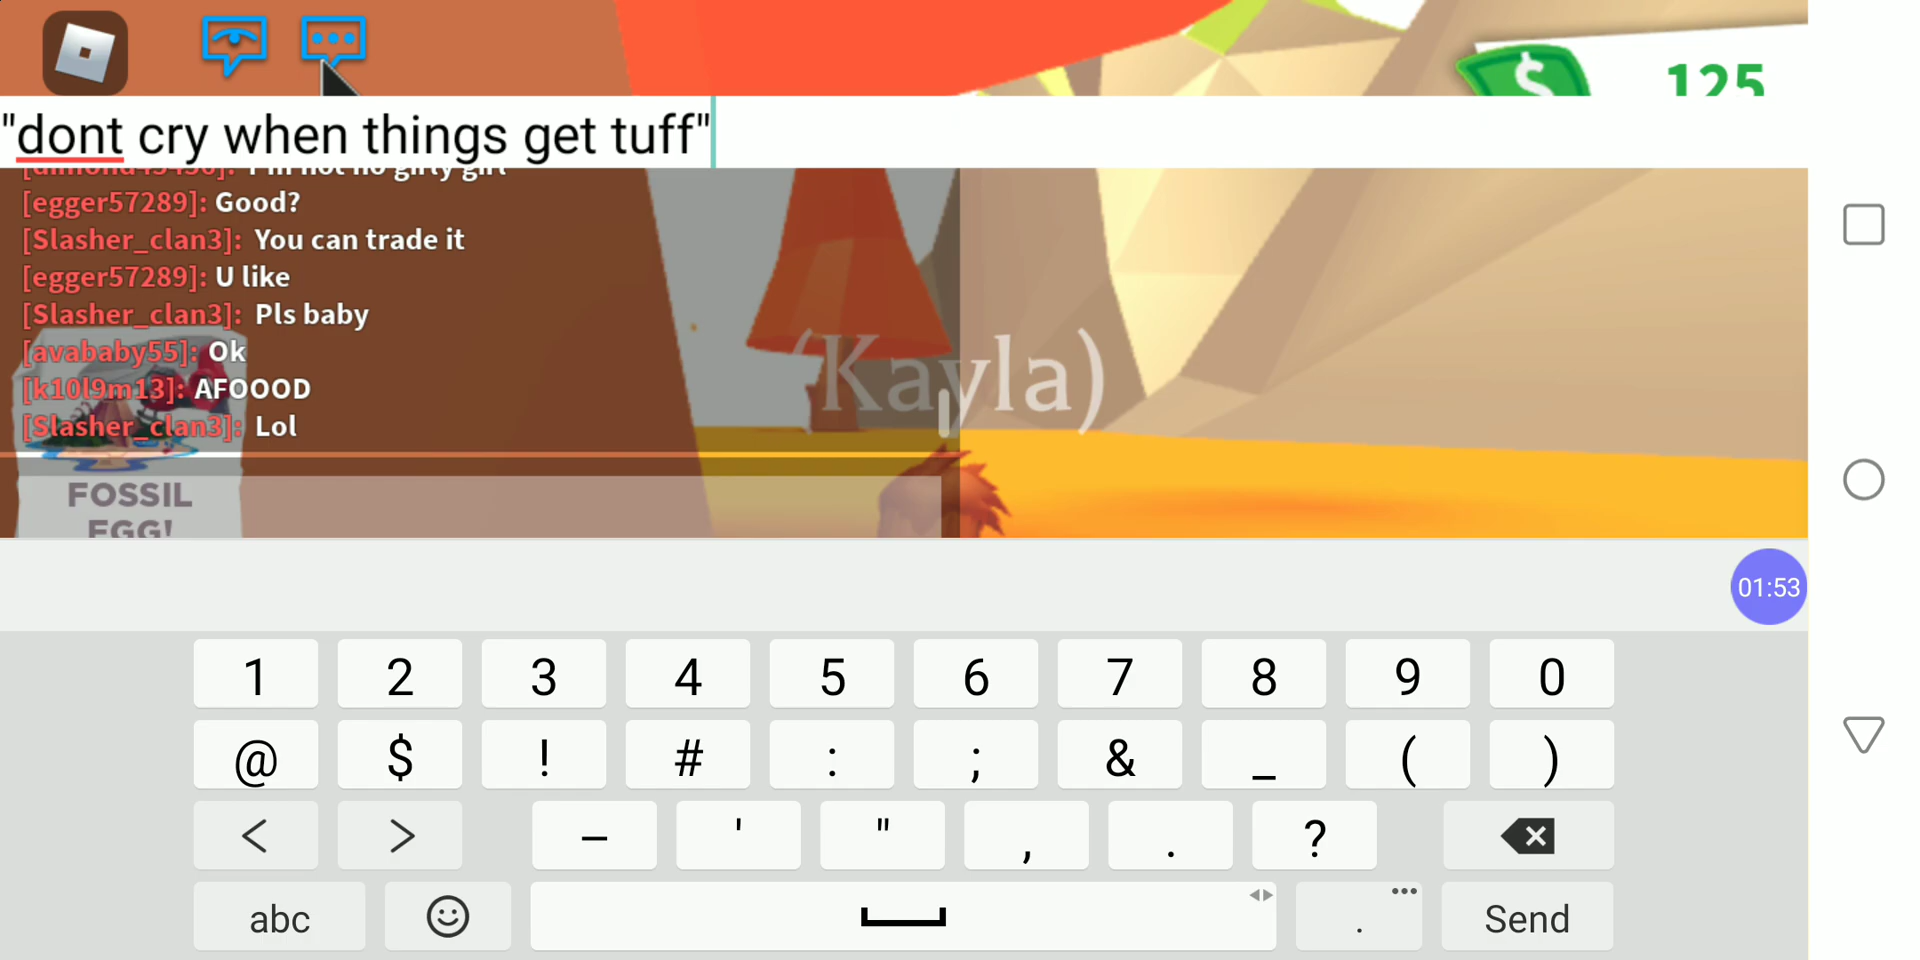 125
"dont cry when things get tuff"
[egger57289]: Good?
[Slasher_clan3]: You can trade it
[egger57289]: U like
[Slasher_clan3]: Pls baby
[avababy55]: Ok
[k10l9m13]: AFOOOD
[Slasher_clan3]: Lol
(Kayla)
FOSSIL
EGG!
01:53
1 2 3 4 5 6 7 8 9 0
@ $ ! # : ; & _ ( )
< > – ' " , . ?
abc . Send